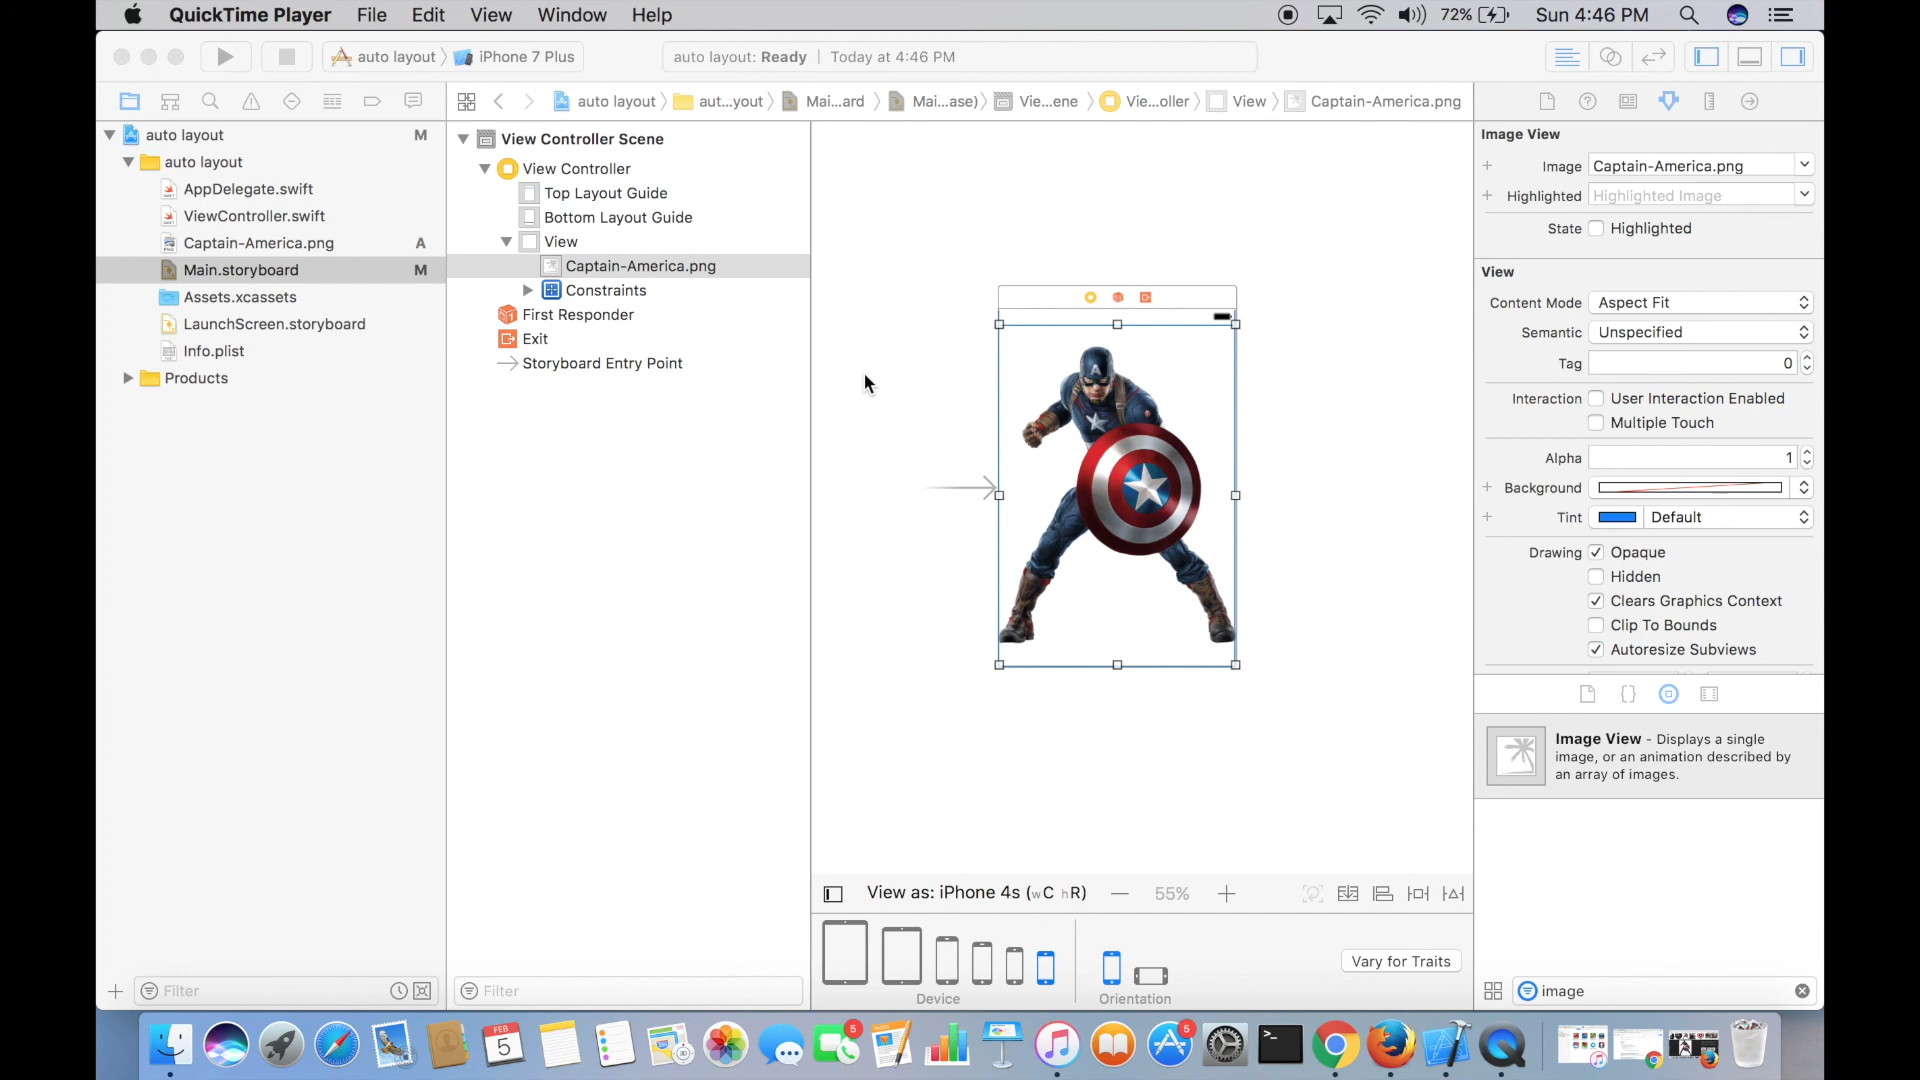 QuickTime Player File Edit View Window Help 72% Sun 4:46 PM
auto layout iPhone 7 Plus auto layout: Ready Today at 4:46 PM
auto layout aut...yout Mai...ard Mai...ase) Vie...ene Vie...oller View Captain-America.png
auto layout M
auto layout
AppDelegate.swift
ViewController.swift
Captain-America.png A
Main.storyboard M
Assets.xcassets
LaunchScreen.storyboard
Info.plist
Products
Filter
View Controller Scene
View Controller
Top Layout Guide
Bottom Layout Guide
View
Captain-America.png
Constraints
First Responder
Exit
Storyboard Entry Point
Filter
A
View as: iPhone 4s (wC hR) 55%
Device
Orientation
Vary for Traits
Image View
Image Captain-America.png
Highlighted Highlighted Image
State Highlighted
View
Content Mode Aspect Fit
Semantic Unspecified
Tag 0
Interaction User Interaction Enabled
Multiple Touch
Alpha 1
Background
Tint Default
Drawing Opaque
Hidden
Clears Graphics Context
Clip To Bounds
Autoresize Subviews
Image View - Displays a single
image, or an animation described by
an array of images.
image
FEB
5
3D
5
5